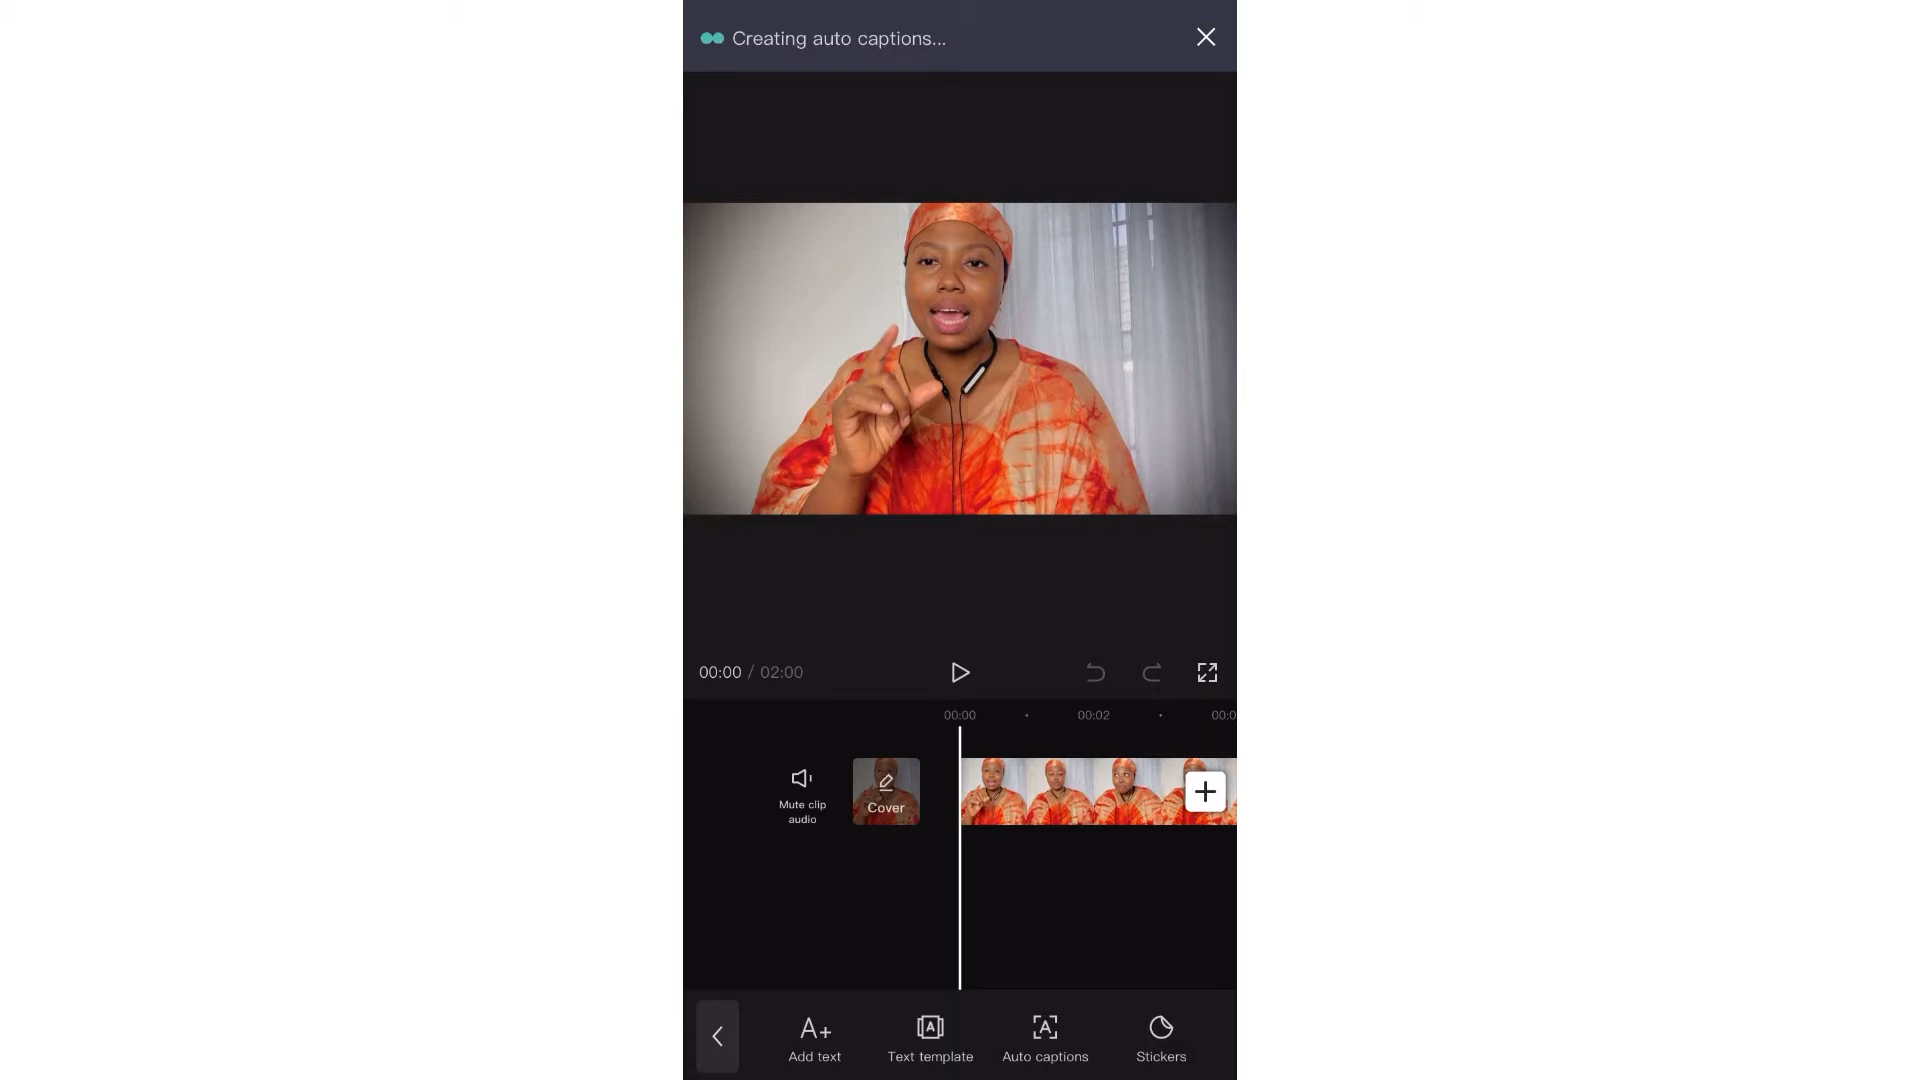 Creating auto captions...
00:00 / 02:00
00:00
00:02
Mute clip
audio
Cover
A+
Add text
Text template
Auto captions
Stickers